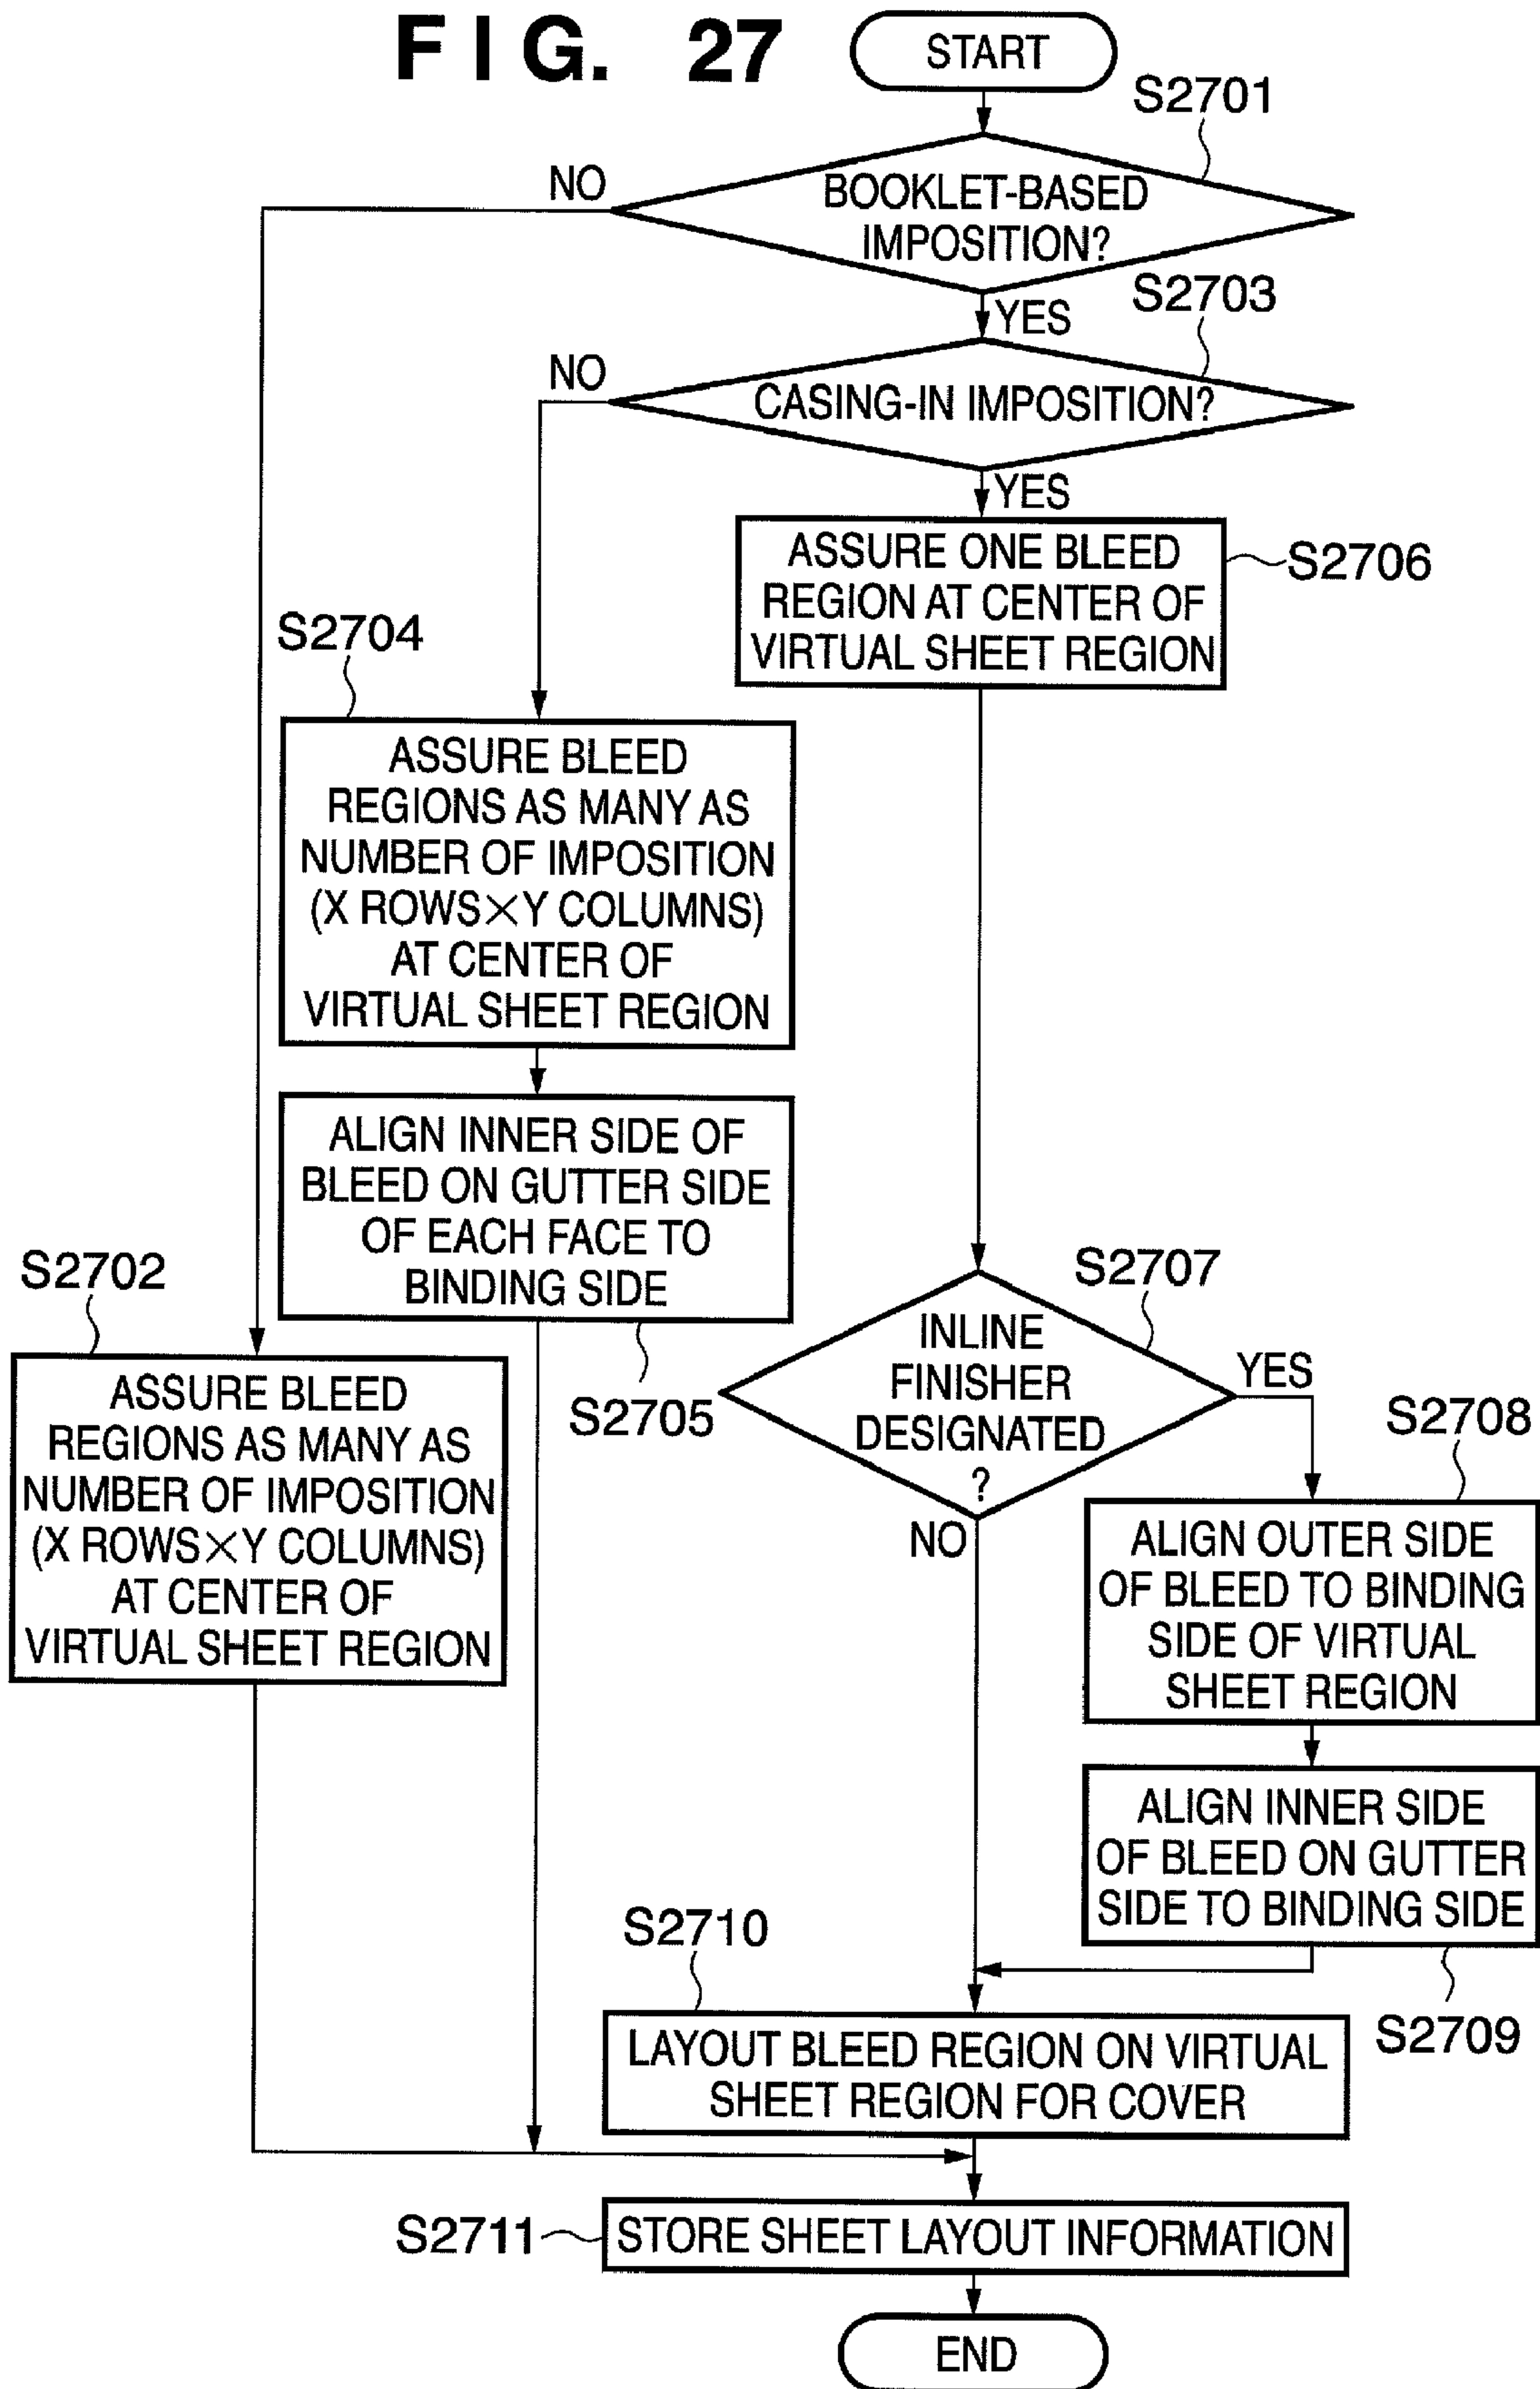 FIG. 27
START
S2701
BOOKLET-BASED
IMPOSITION?
NO
YES
S2703
CASING-IN IMPOSITION?
NO
YES
ASSURE ONE BLEED
REGION AT CENTER OF
VIRTUAL SHEET REGION
S2706
S2704
ASSURE BLEED
REGIONS AS MANY AS
NUMBER OF IMPOSITION
(X ROWS×Y COLUMNS)
AT CENTER OF
VIRTUAL SHEET REGION
ALIGN INNER SIDE OF
BLEED ON GUTTER SIDE
OF EACH FACE TO
BINDING SIDE
S2705
S2702
ASSURE BLEED
REGIONS AS MANY AS
NUMBER OF IMPOSITION
(X ROWS×Y COLUMNS)
AT CENTER OF
VIRTUAL SHEET REGION
S2707
INLINE
FINISHER
DESIGNATED
?
YES
NO
S2708
ALIGN OUTER SIDE
OF BLEED TO BINDING
SIDE OF VIRTUAL
SHEET REGION
ALIGN INNER SIDE
OF BLEED ON GUTTER
SIDE TO BINDING SIDE
S2709
S2710
LAYOUT BLEED REGION ON VIRTUAL
SHEET REGION FOR COVER
S2711
STORE SHEET LAYOUT INFORMATION
END